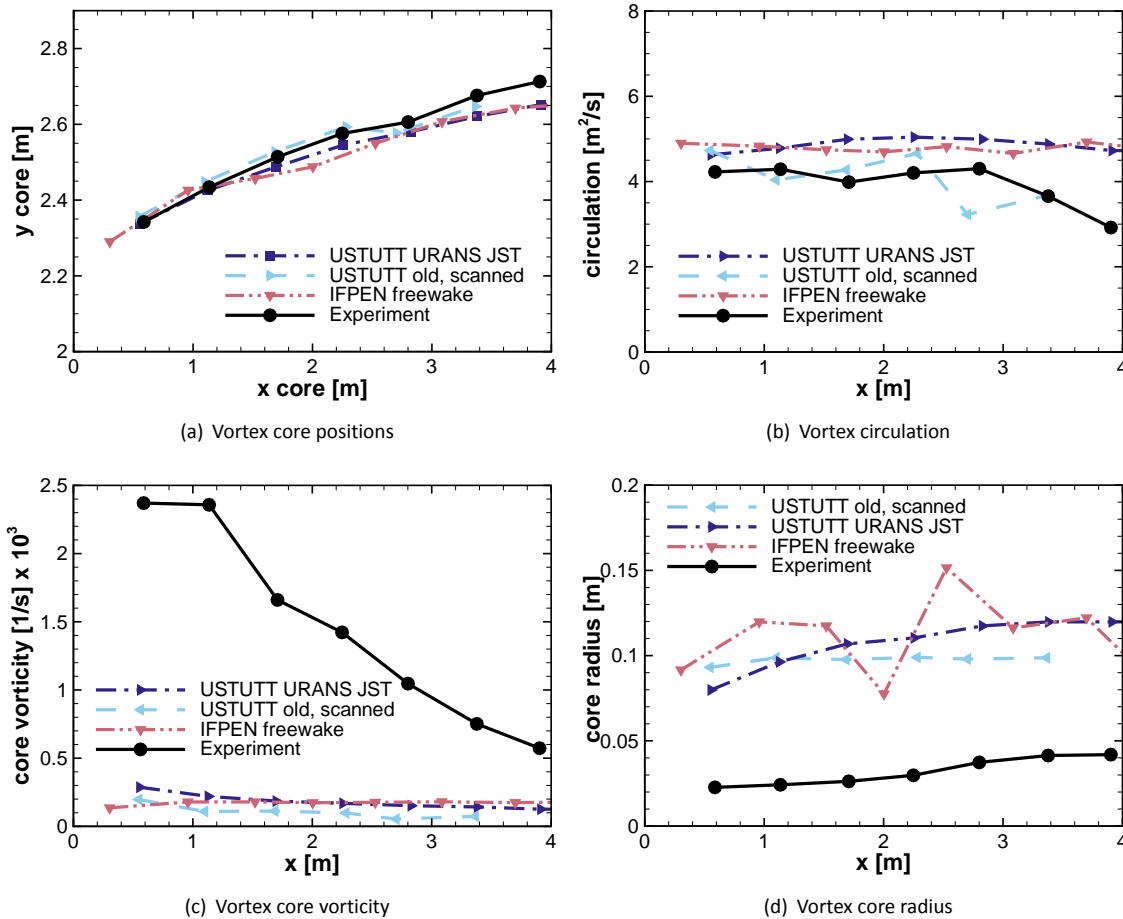 2.8
2.6
2.4
2.2
2
0 1 2 3 4
y core [m]
x core [m]
USTUTT URANS JST
USTUTT old, scanned
IFPEN freewake
Experiment
(a) Vortex core positions
8
6
4
2
0
0 1 2 3 4
circulation [m²/s]
x [m]
USTUTT URANS JST
USTUTT old, scanned
IFPEN freewake
Experiment
(b) Vortex circulation
2.5
2
1.5
1
0.5
0
0 1 2 3 4
core vorticity [1/s] x 10³
x [m]
USTUTT URANS JST
USTUTT old, scanned
IFPEN freewake
Experiment
(c) Vortex core vorticity
0.2
0.15
0.1
0.05
0
0 1 2 3 4
core radius [m]
x [m]
USTUTT old, scanned
USTUTT URANS JST
IFPEN freewake
Experiment
(d) Vortex core radius